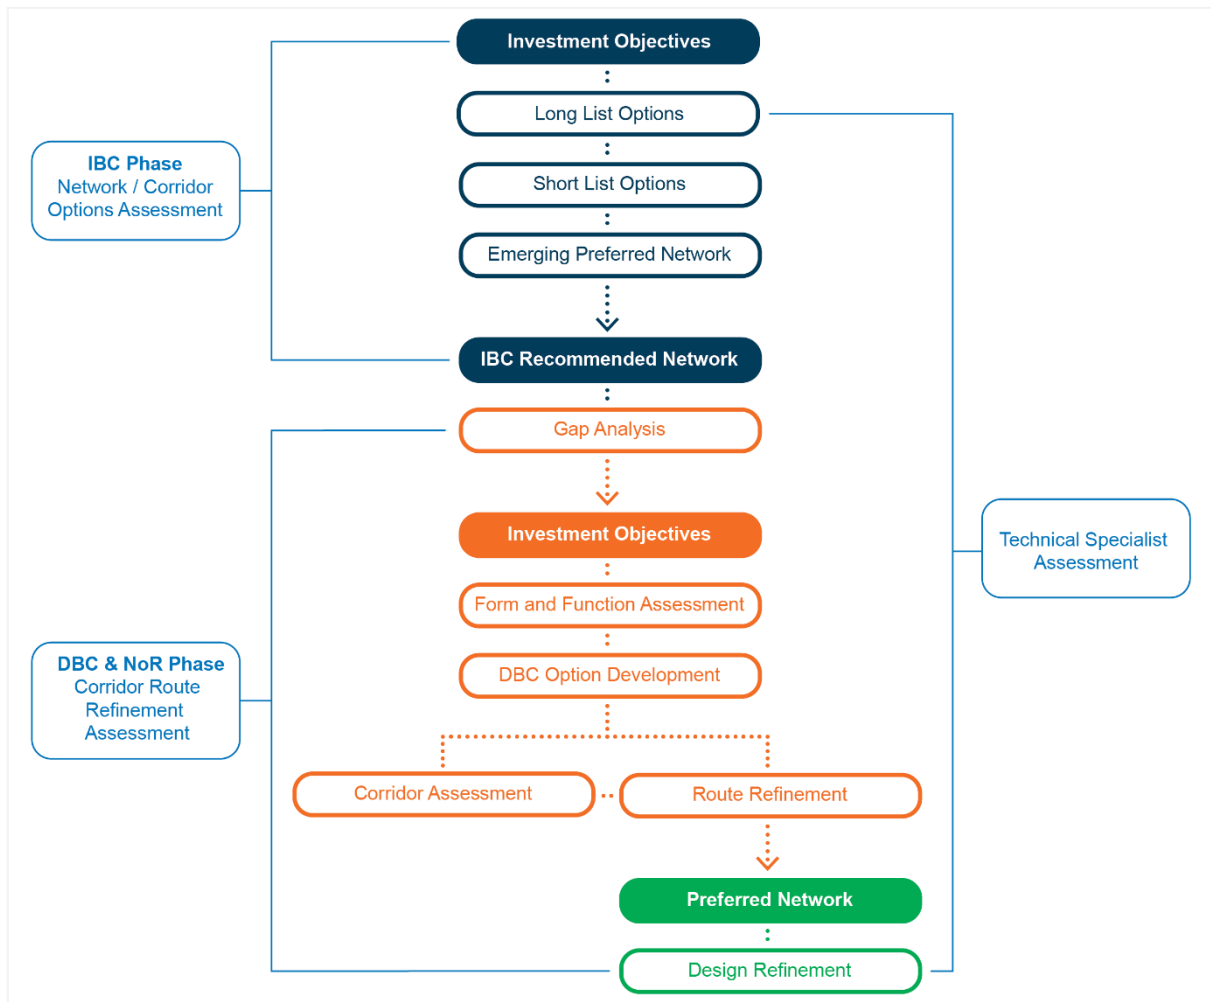 Investment Objectives
Long List Options
IBC Phase
Network / Corridor
Options Assessment
Short List Options
Emerging Preferred Network
IBC Recommended Network
Gap Analysis
Investment Objectives
Technical Specialist
Assessment
Form and Function Assessment
DBC & NoR Phase
Corridor Route
Refinement
Assessment
DBC Option Development
Corridor Assessment
Route Refinement
Preferred Network
Design Refinement